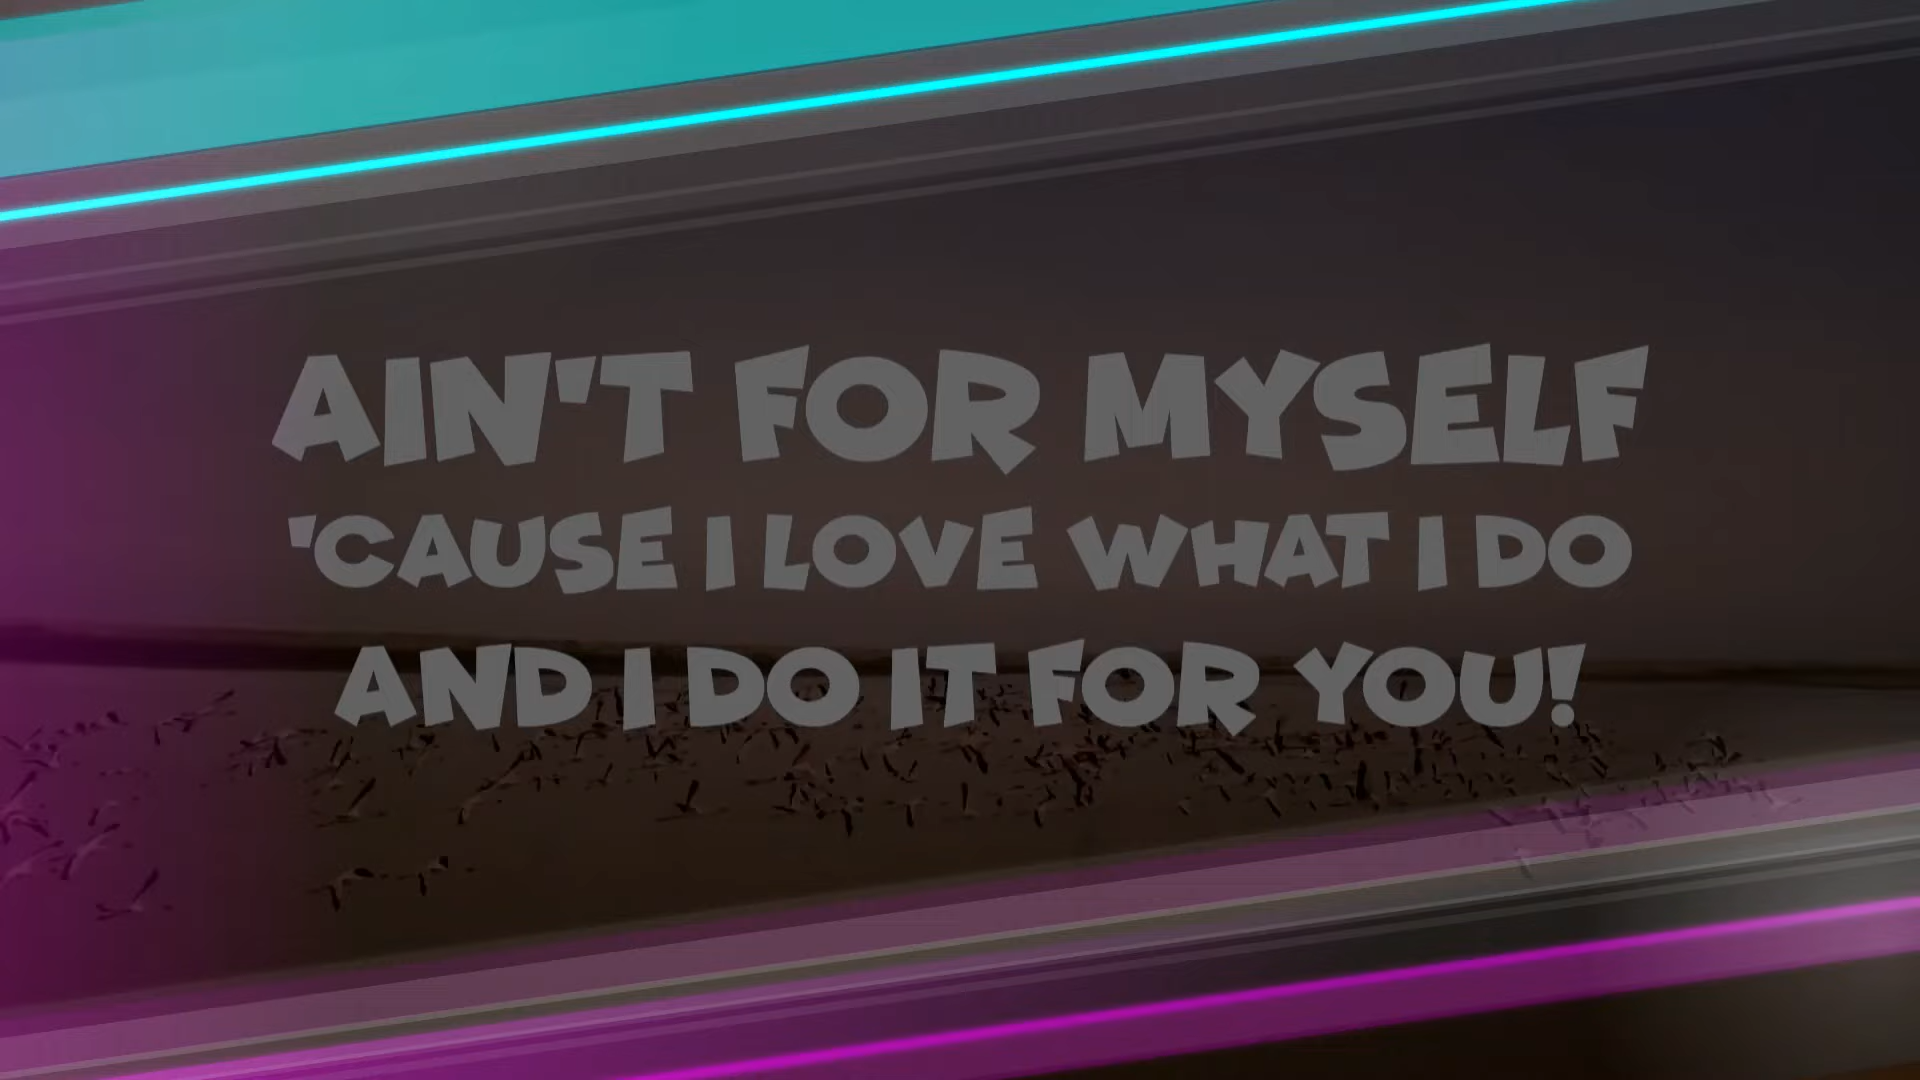 AIN'T FOR MYSELF
'CAUSE I LOVE WHAT I DO
AND I DO IT FOR YOU!